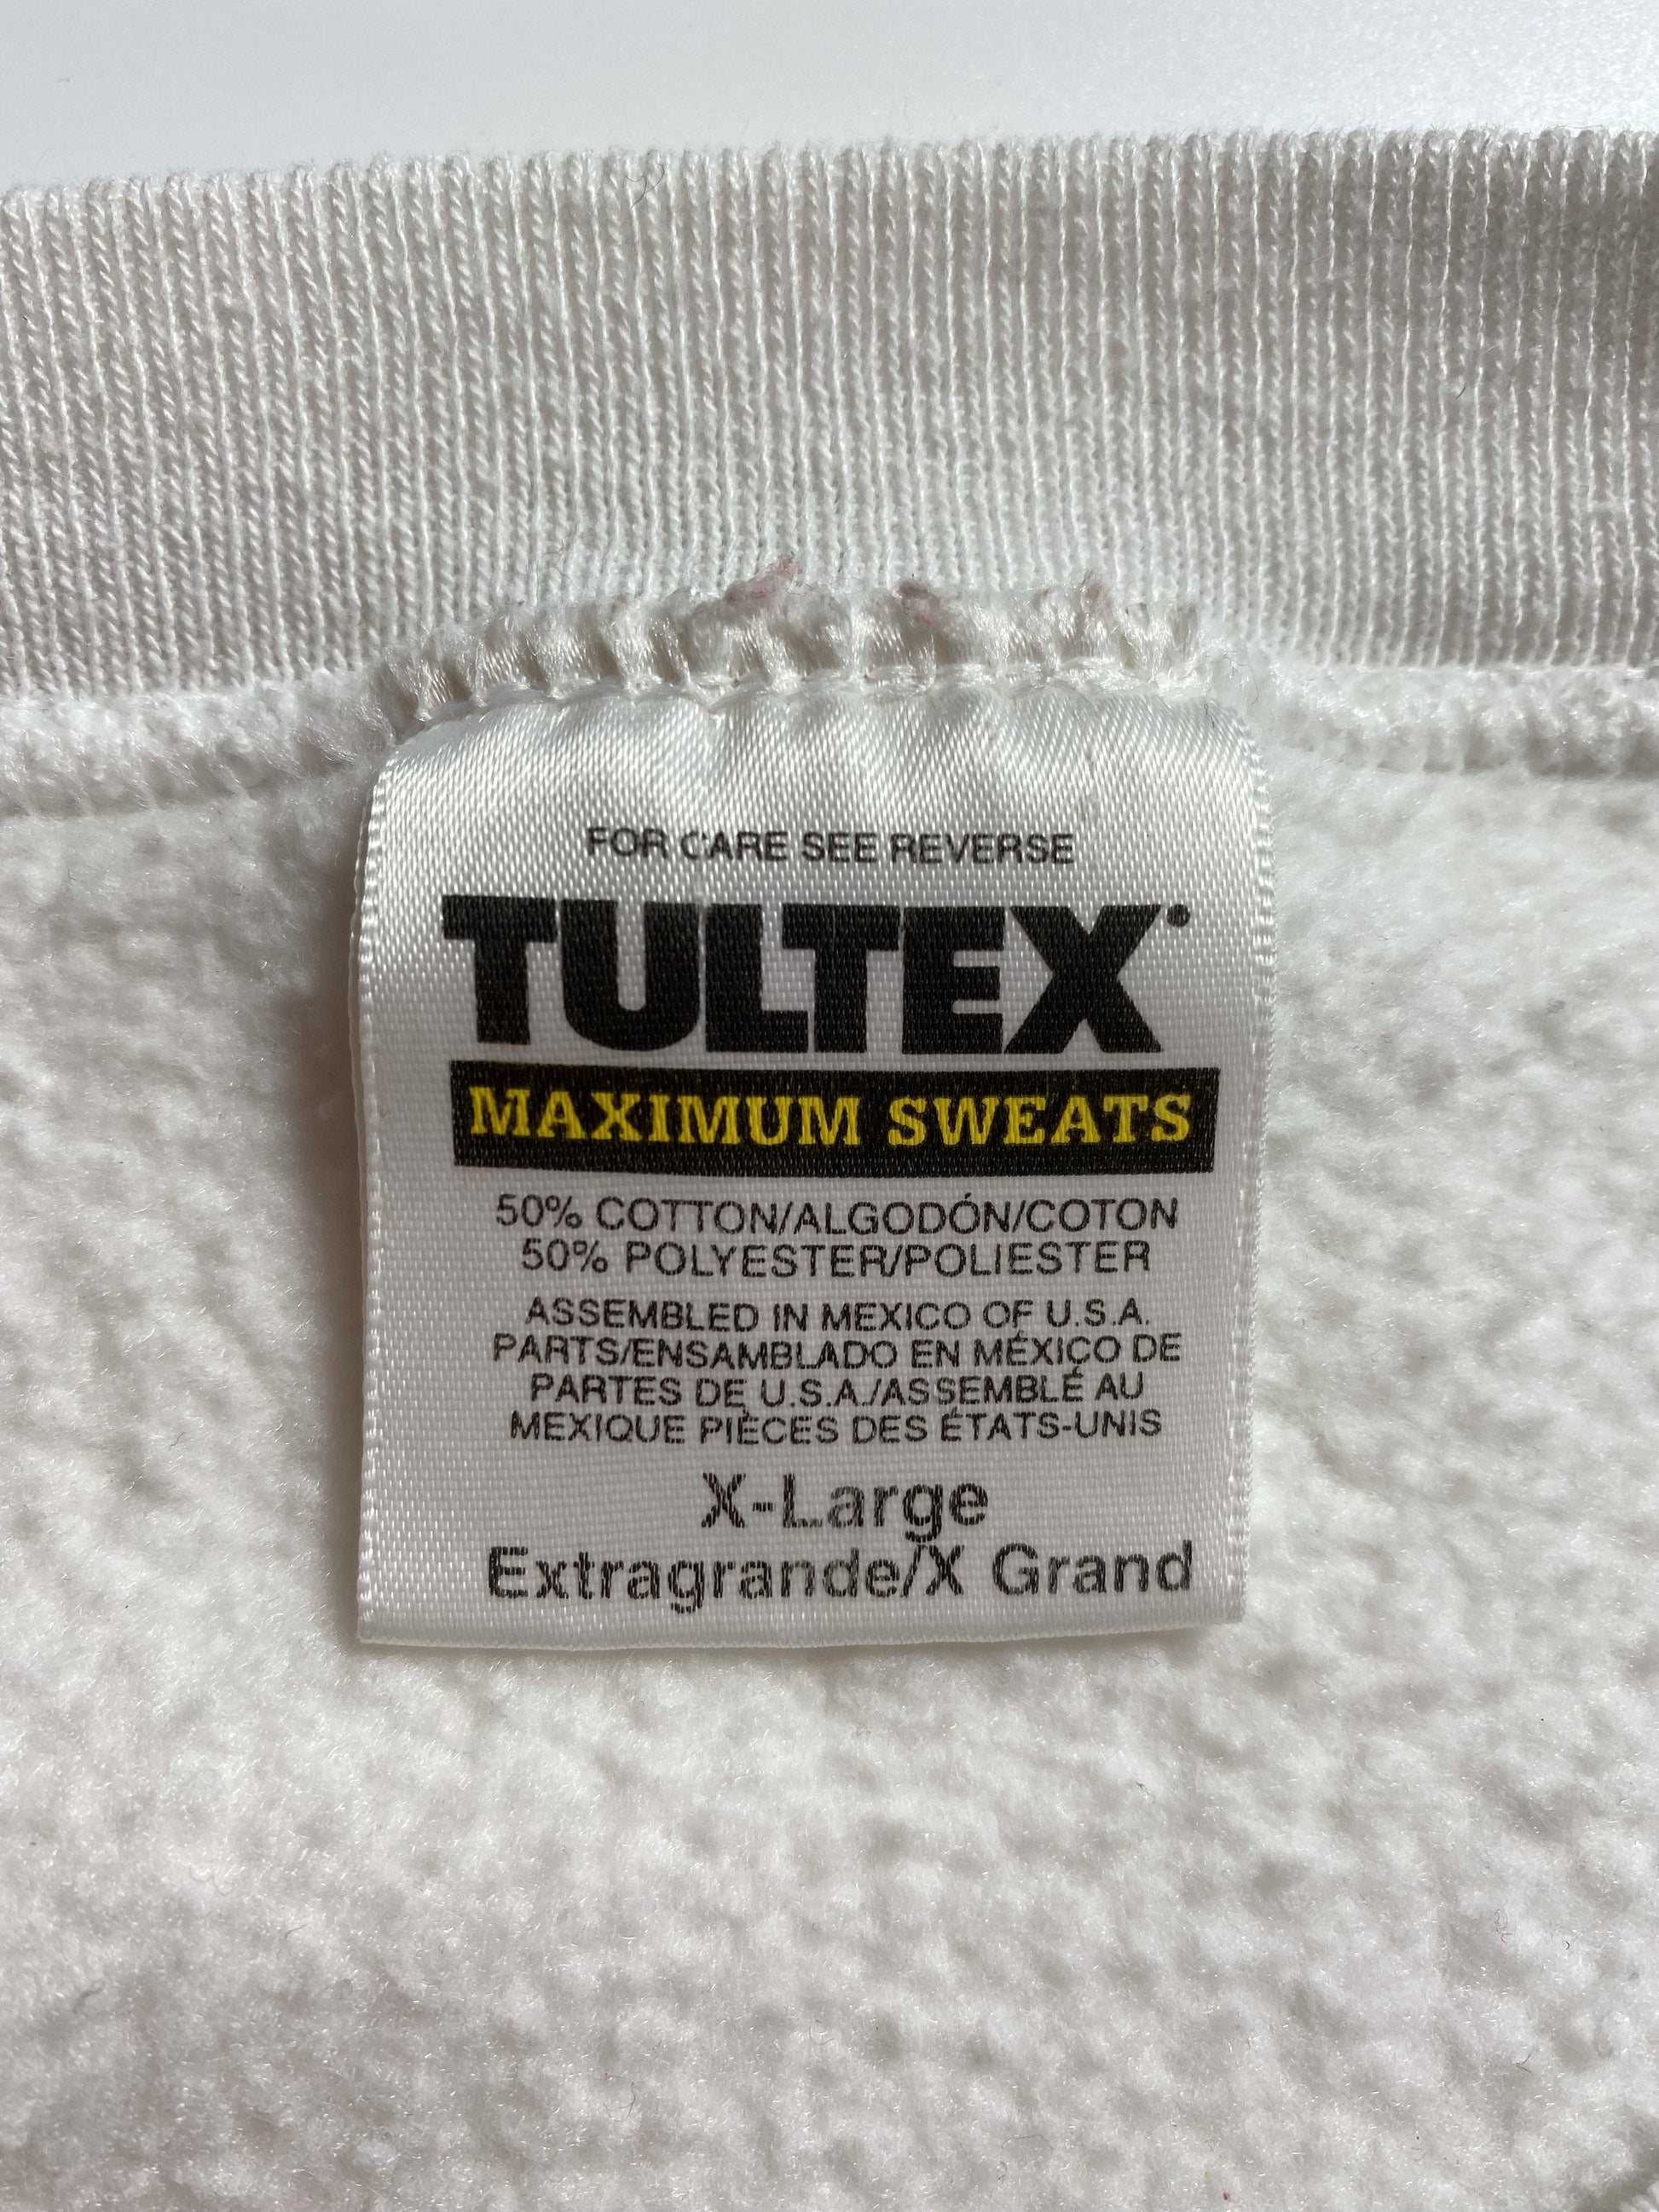 FOR CARE SEE REVERSE
TULTEX
MAXIMUM SWEATS
50% COTTON/ALGODÓN/COTON
50% POLYESTER/POLIESTER
ASSEMBLED IN MEXICO OF U.S.A.
PARTS/ENSAMBLADO EN MÉXICO DE
PARTES DE U.S.A./ASSEMBLÉ AU
MEXIQUE PIÈCES DES ÉTATS-UNIS
X-Large
Extragrande/X Grand